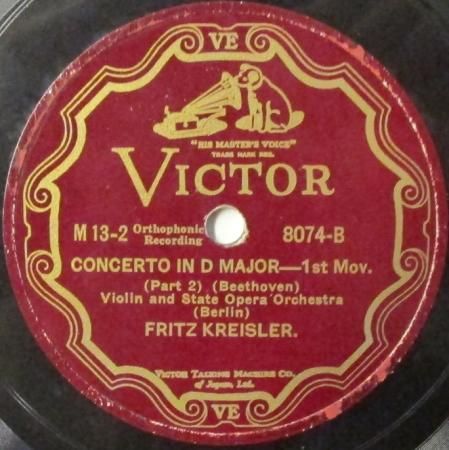 VE
"HIS MASTER'S VOICE"
TRADE MARK REG.
VICTOR
M 13-2 Orthophonic Recording 8074-B
CONCERTO IN D MAJOR—1st Mov.
(Part 2) (Beethoven)
Violin and State Opera Orchestra
(Berlin)
FRITZ KREISLER.
VICTOR TALKING MACHINE CO.
of Japan, Ltd.
VE